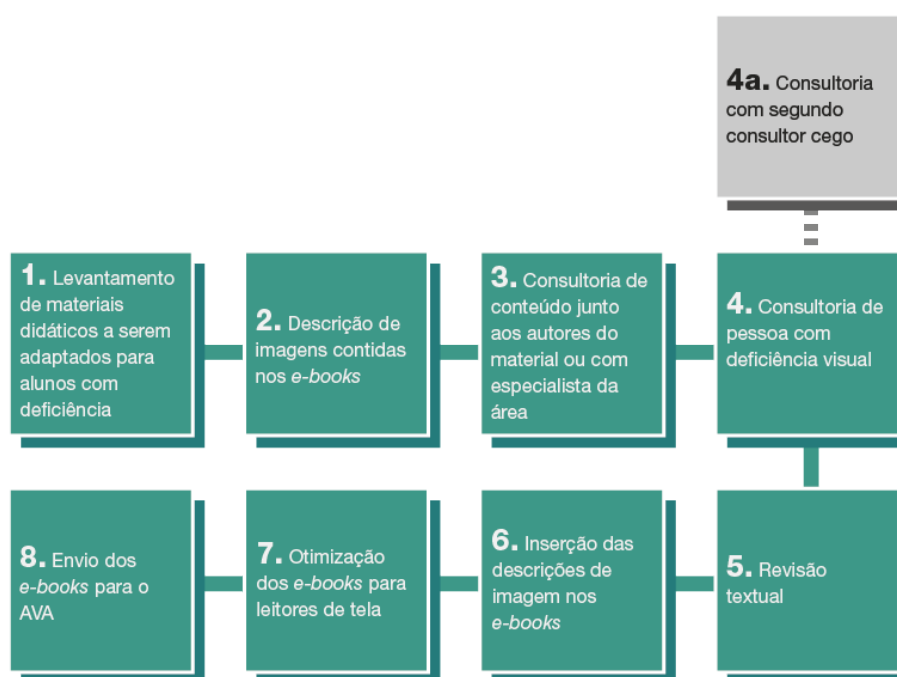 4a. Consultoria
com segundo
consultor cego
1. Levantamento
de materiais
didáticos a serem
adaptados para
alunos com
deficiência
2. Descrição de
imagens contidas
nos e-books
3. Consultoria de
conteúdo junto
aos autores do
material ou com
especialista da
área
4. Consultoria de
pessoa com
deficiência visual
5. Revisão
textual
6. Inserção das
descrições de
imagem nos
e-books
7. Otimização
dos e-books para
leitores de tela
8. Envio dos
e-books para o
AVA